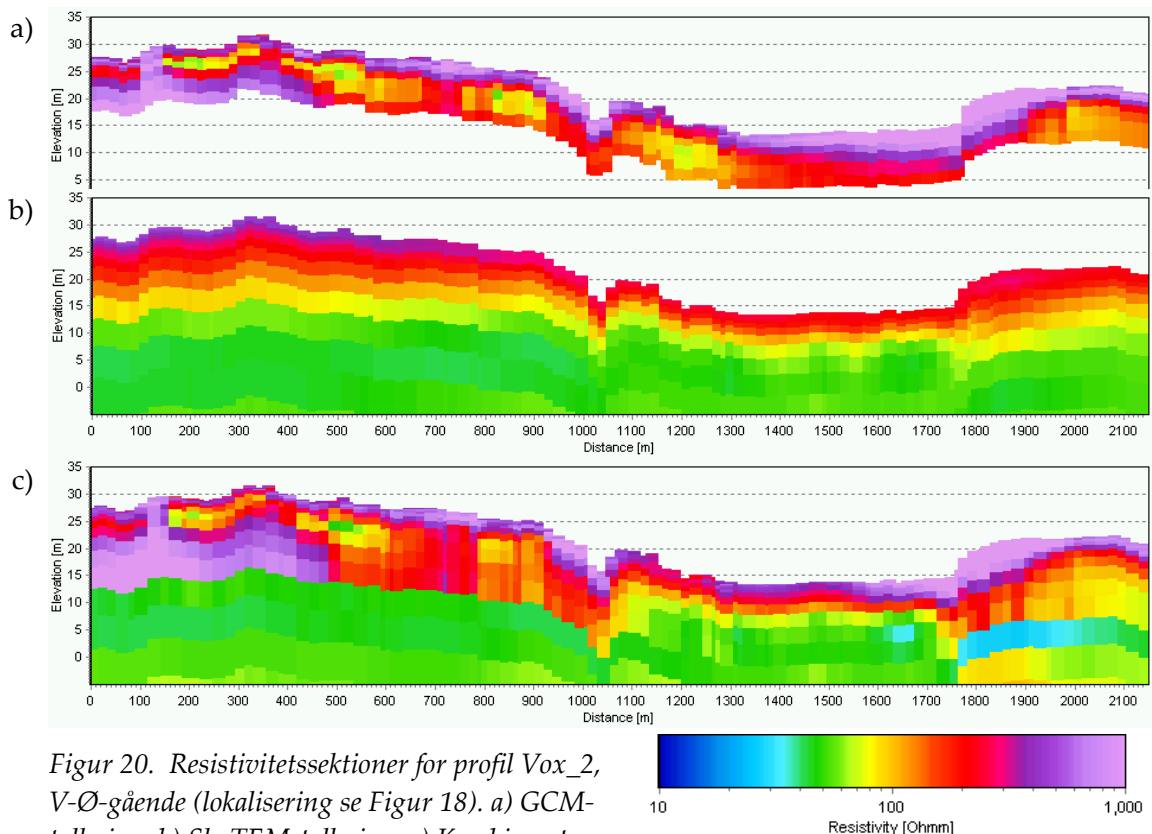 a)
35
30
25
20
15
10
5
Elevation [m]
b)
35
30
25
20
15
10
5
0
Elevation [m]
0 100 200 300 400 500 600 700 800 900 1000 1100 1200 1300 1400 1500 1600 1700 1800 1900 2000 2100
Distance [m]
c)
35
30
25
20
15
10
5
0
Elevation [m]
0 100 200 300 400 500 600 700 800 900 1000 1100 1200 1300 1400 1500 1600 1700 1800 1900 2000 2100
Distance [m]
Figur 20. Resistivitetssektioner for profil Vox_2,
V-Ø-gående (lokalisering se Figur 18). a) GCM-
10 100 1,000
Resistivity [Ohmm]